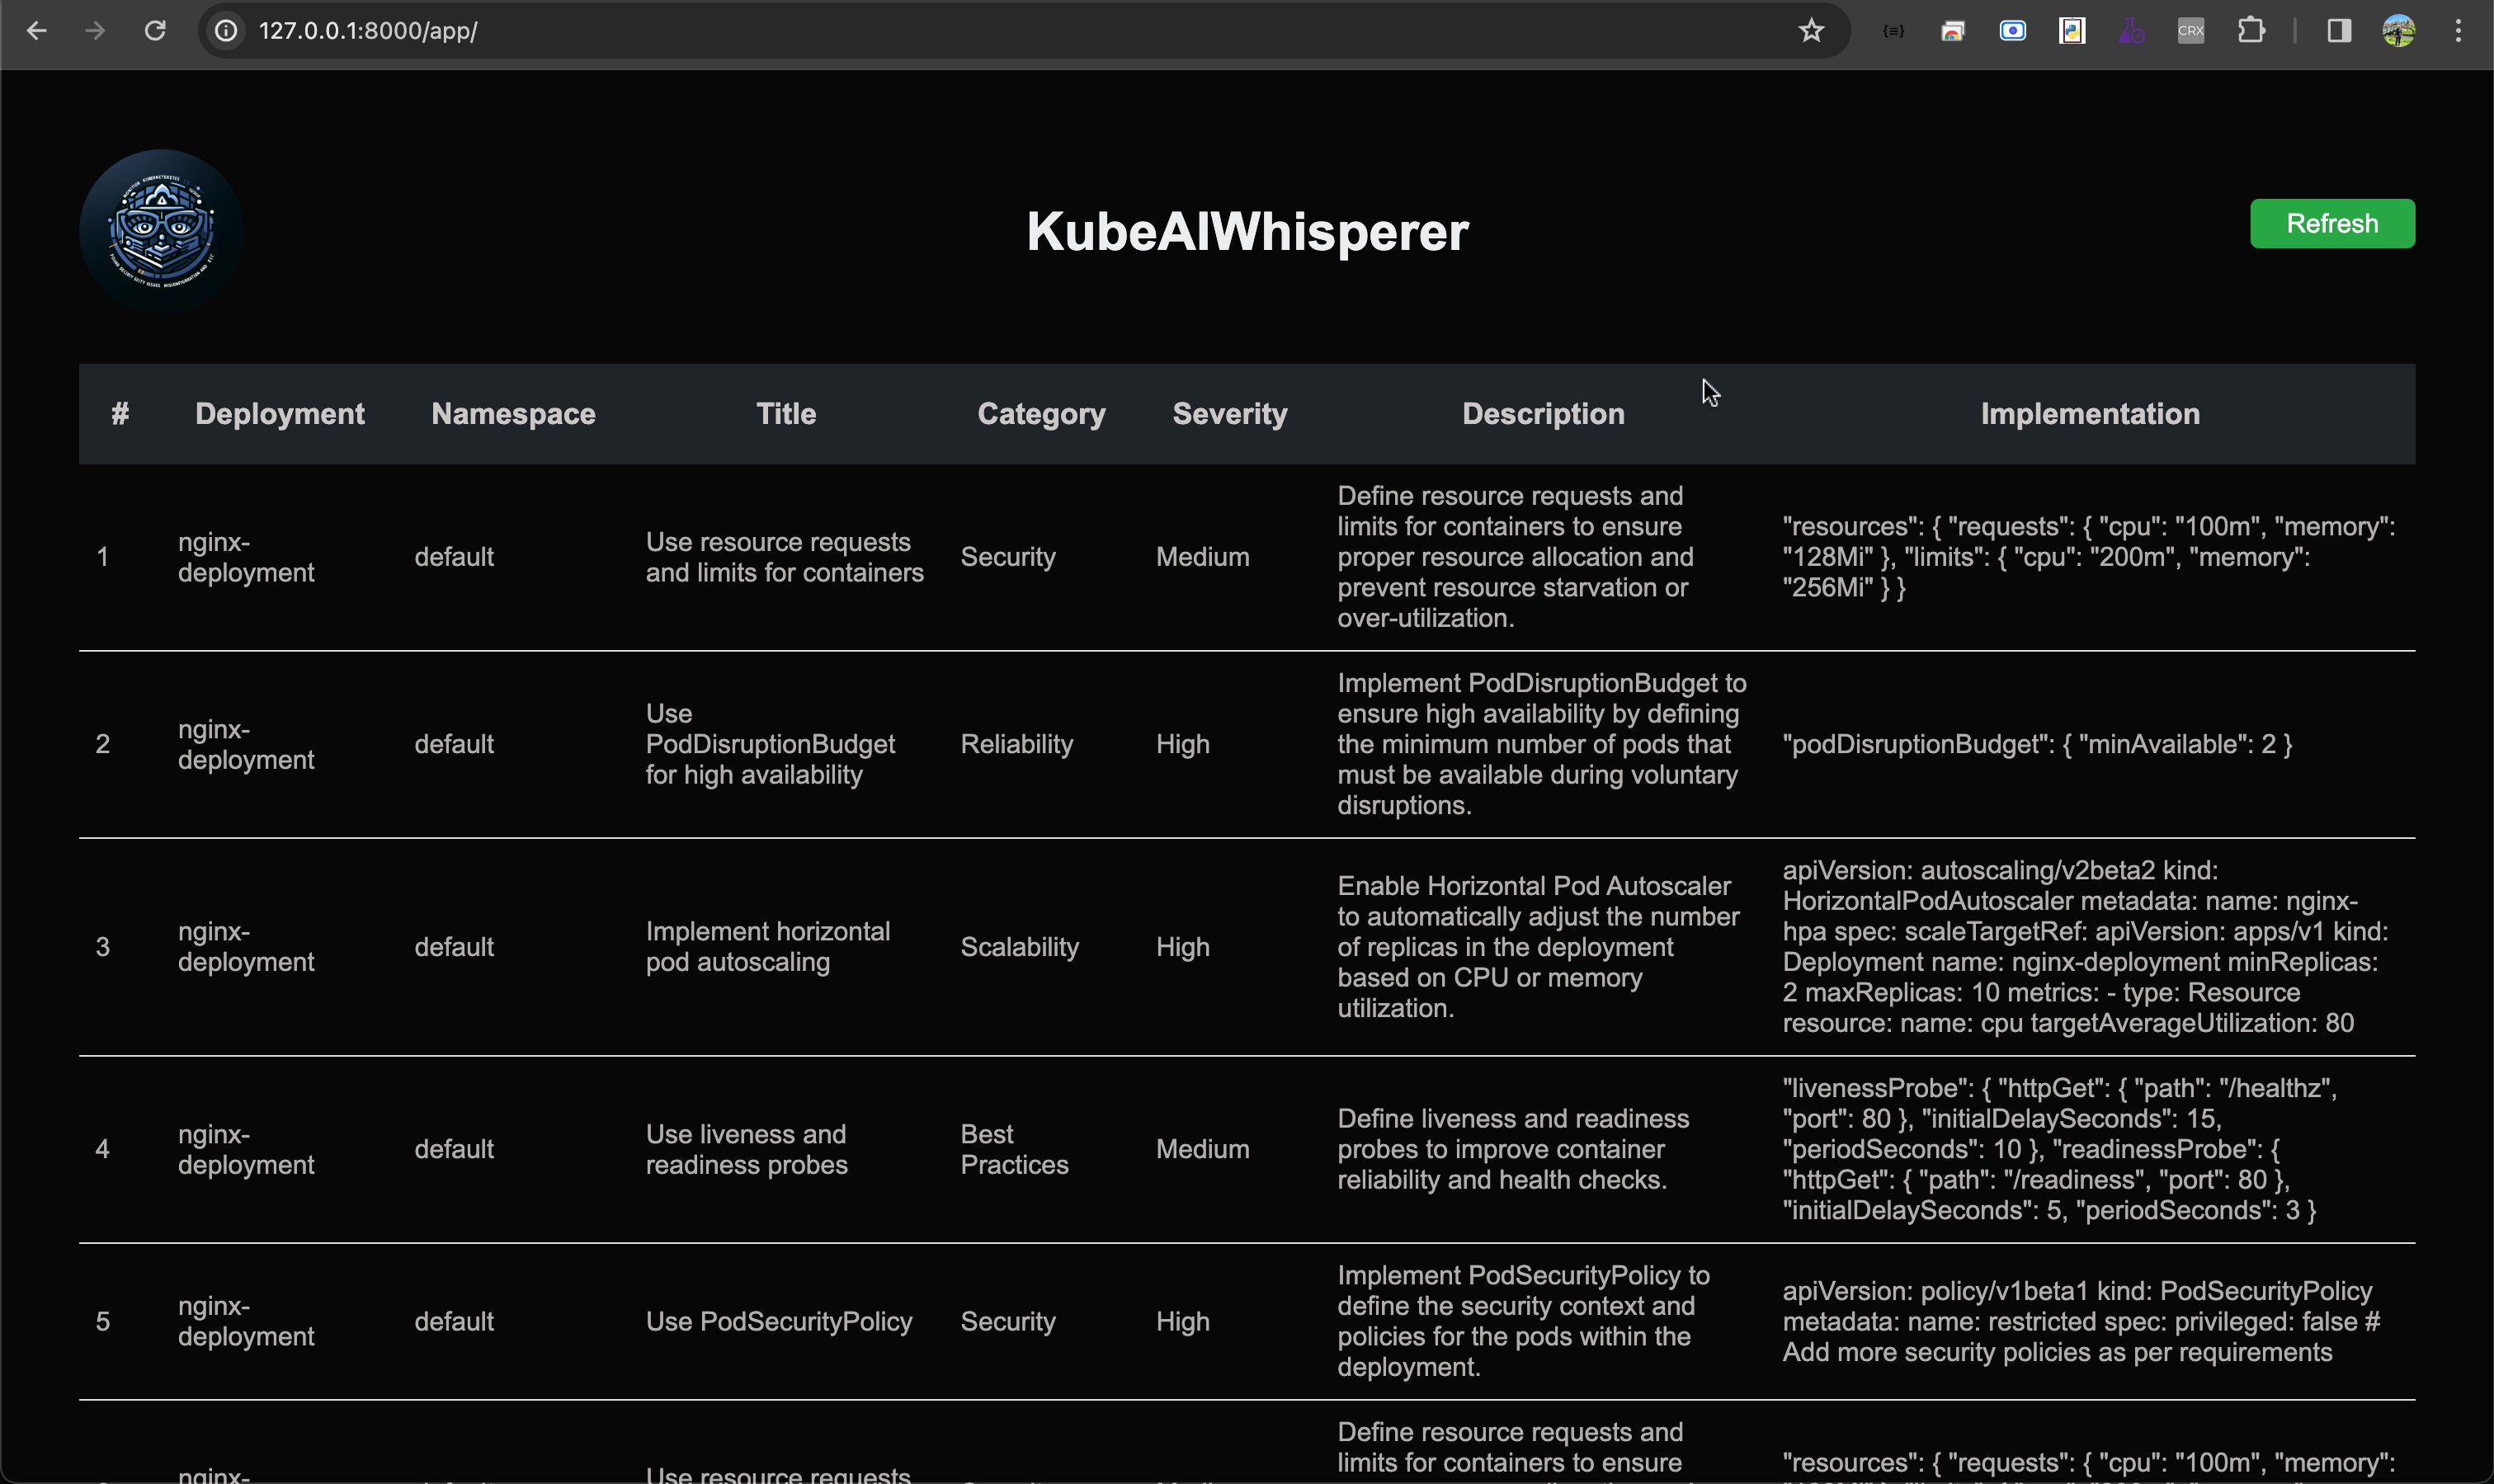 127.0.0.1:8000/app/
CRX
KubeAIWhisperer
Refresh
# Deployment Namespace Title Category Severity Description Implementation
1
nginx-
deployment
default
Use resource requests
and limits for containers
Security
Medium
Define resource requests and
limits for containers to ensure
proper resource allocation and
prevent resource starvation or
over-utilization.
"resources": { "requests": { "cpu": "100m", "memory":
"128Mi" }, "limits": { "cpu": "200m", "memory":
"256Mi" } }
2
nginx-
deployment
default
Use
PodDisruptionBudget
for high availability
Reliability
High
Implement PodDisruptionBudget to
ensure high availability by defining
the minimum number of pods that
must be available during voluntary
disruptions.
"podDisruptionBudget": { "minAvailable": 2 }
3
nginx-
deployment
default
Implement horizontal
pod autoscaling
Scalability
High
Enable Horizontal Pod Autoscaler
to automatically adjust the number
of replicas in the deployment
based on CPU or memory
utilization.
apiVersion: autoscaling/v2beta2 kind:
HorizontalPodAutoscaler metadata: name: nginx-
hpa spec: scaleTargetRef: apiVersion: apps/v1 kind:
Deployment name: nginx-deployment minReplicas:
2 maxReplicas: 10 metrics: - type: Resource
resource: name: cpu targetAverageUtilization: 80
4
nginx-
deployment
default
Use liveness and
readiness probes
Best
Practices
Medium
Define liveness and readiness
probes to improve container
reliability and health checks.
"livenessProbe": { "httpGet": { "path": "/healthz",
"port": 80 }, "initialDelaySeconds": 15,
"periodSeconds": 10 }, "readinessProbe": {
"httpGet": { "path": "/readiness", "port": 80 },
"initialDelaySeconds": 5, "periodSeconds": 3 }
5
nginx-
deployment
default
Use PodSecurityPolicy
Security
High
Implement PodSecurityPolicy to
define the security context and
policies for the pods within the
deployment.
apiVersion: policy/v1beta1 kind: PodSecurityPolicy
metadata: name: restricted spec: privileged: false #
Add more security policies as per requirements
nginx-
Use resource requests
Define resource requests and
limits for containers to ensure
"resources": { "requests": { "cpu": "100m", "memory":